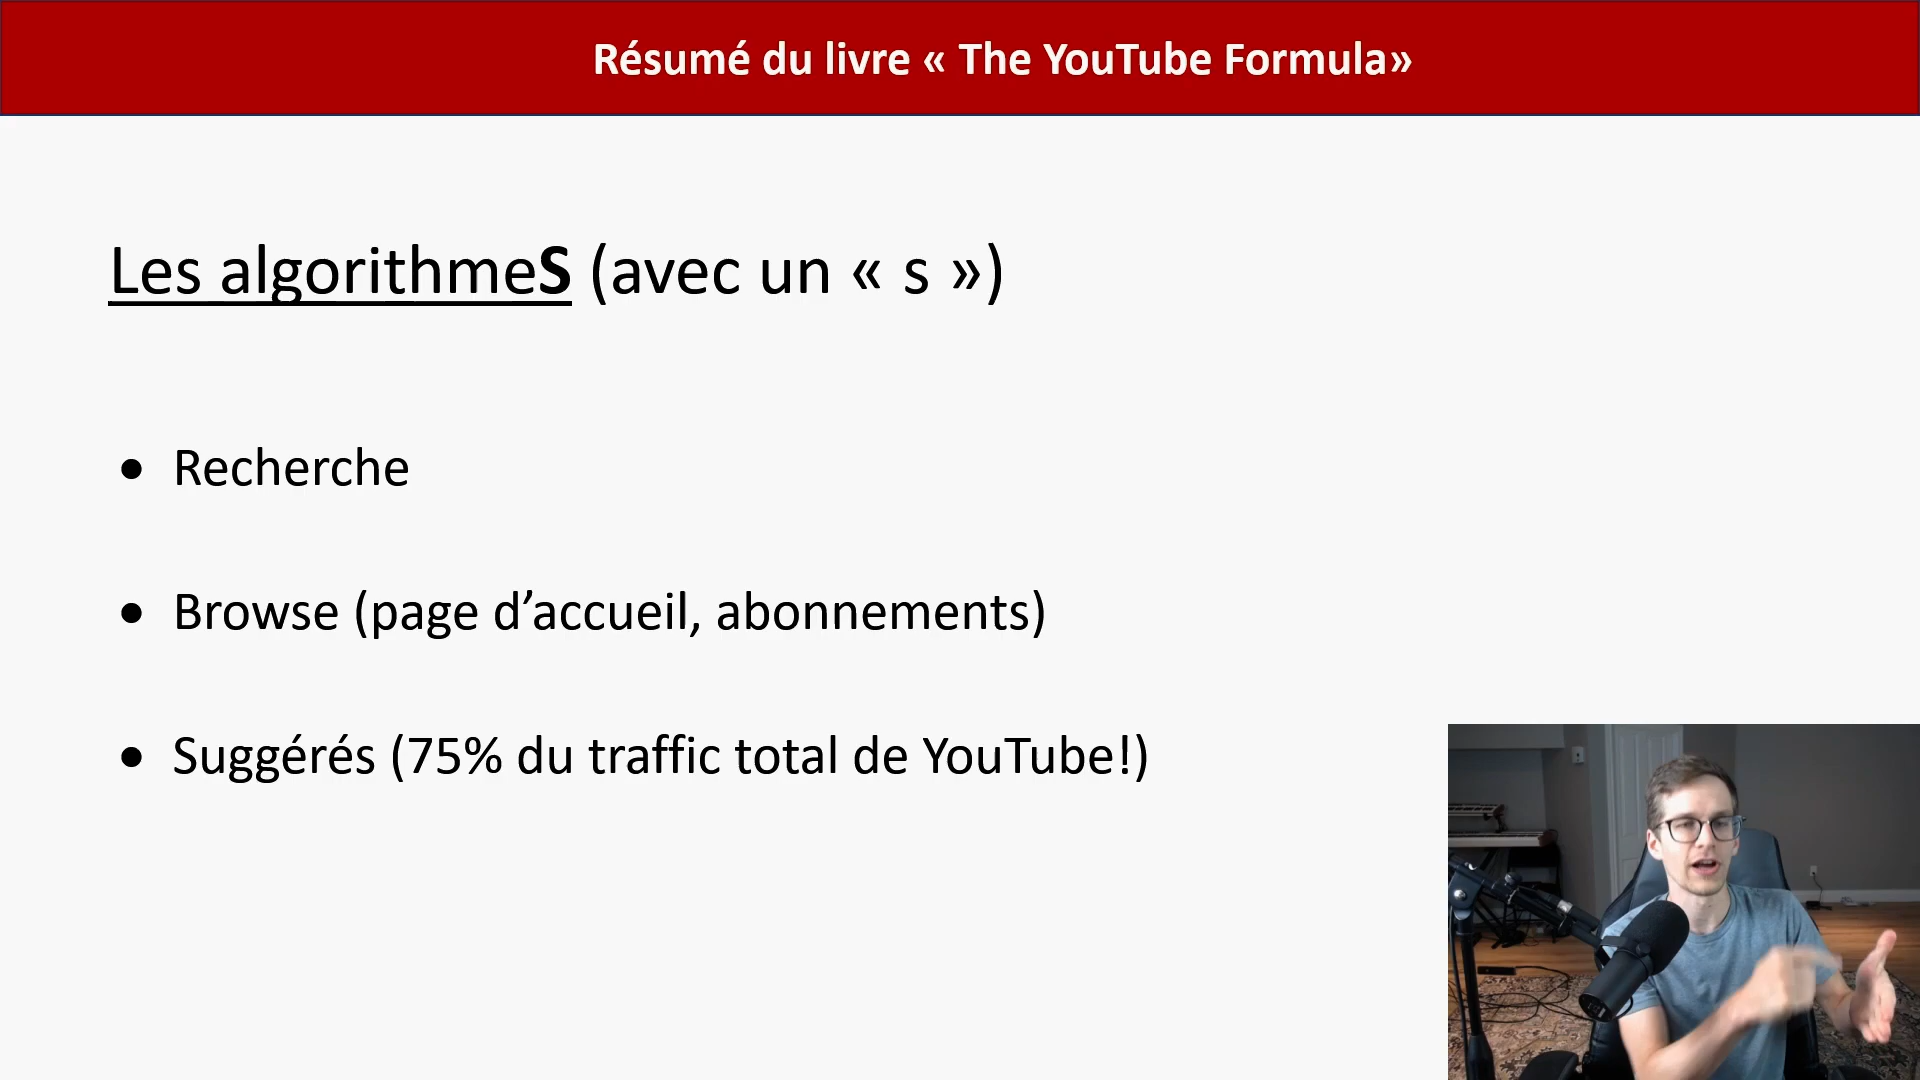 Résumé du livre « The YouTube Formula»
Les algorithmeS (avec un « s »)
• Recherche
• Browse (page d’accueil, abonnements)
• Suggérés (75% du traffic total de YouTube!)